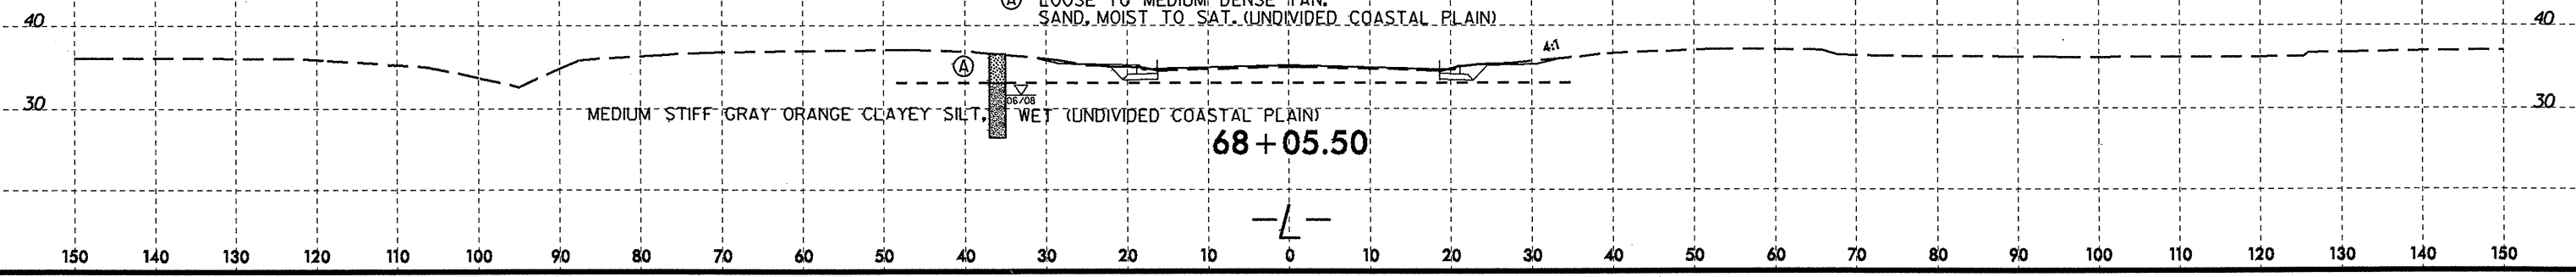 Ⓐ LOOSE TO MEDIUM DENSE TAN.
SAND, MOIST TO SAT. (UNDIVIDED COASTAL PLAIN)
40 40
4:1
Ⓐ
30 30
06/08
MEDIUM STIFF GRAY ORANGE CLAYEY SILT, WET (UNDIVIDED COASTAL PLAIN)
68+05.50
-L-
150 140 130 120 110 100 90 80 70 60 50 40 30 20 10 0 10 20 30 40 50 60 70 80 90 100 110 120 130 140 150